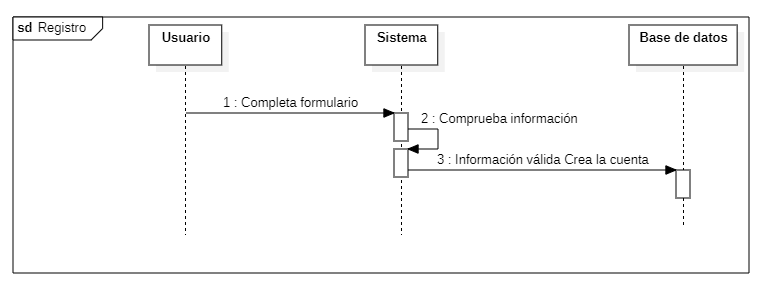 sd Registro
Usuario
Sistema
Base de datos
1 : Completa formulario
2 : Comprueba información
3 : Información válida Crea la cuenta